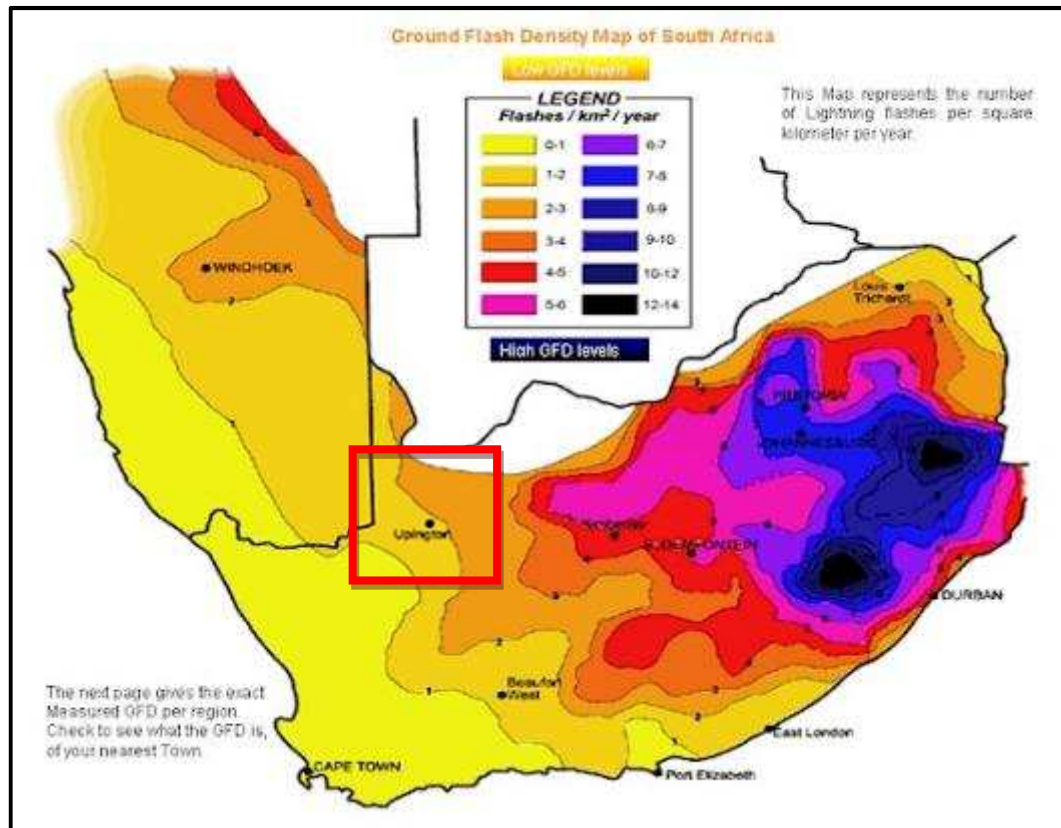 Ground Flash Density Map of South Africa
Low GFD levels
LEGEND
Flashes / km² / year
0-1
1-2
2-3
3-4
4-5
5-6
6-7
7-8
8-9
9-10
10-12
12-14
High GFD levels
This Map represents the number
of Lightning flashes per square
kilometer per year.
WINDHOEK
Louis
Trichardt
PRETORIA
JOHANNESBURG
Upington
BLOEMFONTEIN
DURBAN
Beaufort
West
East London
Port Elizabeth
CAPE TOWN
The next page gives the exact
Measured GFD per region.
Check to see what the GFD is,
of your nearest Town.